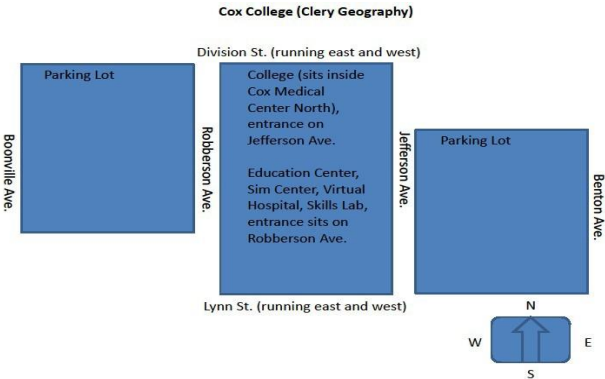 Cox College (Clery Geography)
Division St. (running east and west)
Parking Lot
College (sits inside
Cox Medical
Center North),
entrance on
Jefferson Ave.
Education Center,
Sim Center, Virtual
Hospital, Skills Lab,
entrance sits on
Robberson Ave.
Parking Lot
Boonville Ave.
Robberson Ave.
Jefferson Ave.
Benton Ave.
Lynn St. (running east and west)
N
W
E
S